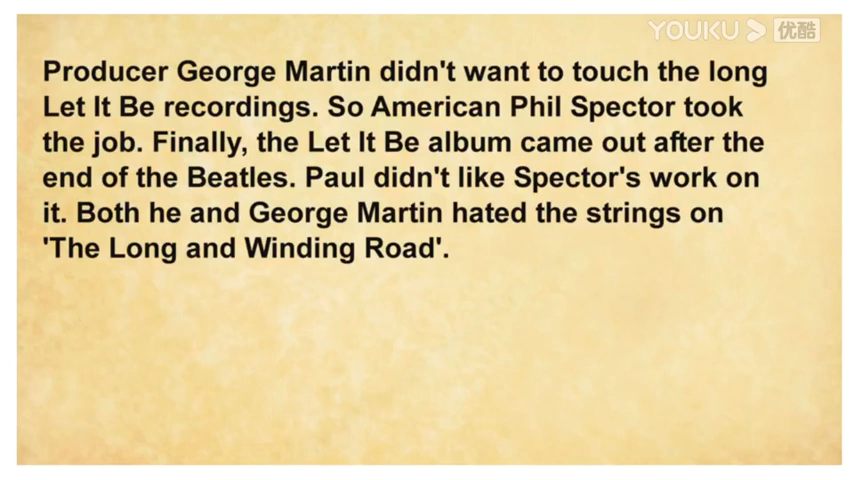 YOUKU 优酷
Producer George Martin didn't want to touch the long
Let It Be recordings. So American Phil Spector took
the job. Finally, the Let It Be album came out after the
end of the Beatles. Paul didn't like Spector's work on
it. Both he and George Martin hated the strings on
'The Long and Winding Road'.